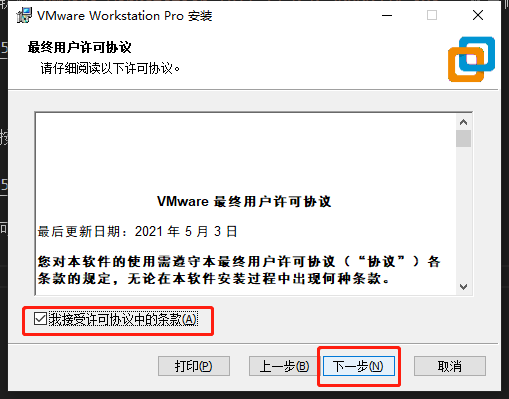 VMware Workstation Pro 安装
最终用户许可协议
请仔细阅读以下许可协议。
VMware 最终用户许可协议
最后更新日期：2021 年 5 月 3 日
您对本软件的使用需遵守本最终用户许可协议（“协议”）各
条款的规定，无论在本软件安装过程中出现何种条款。
我接受许可协议中的条款(A)
打印(P)
上一步(B)
下一步(N)
取消